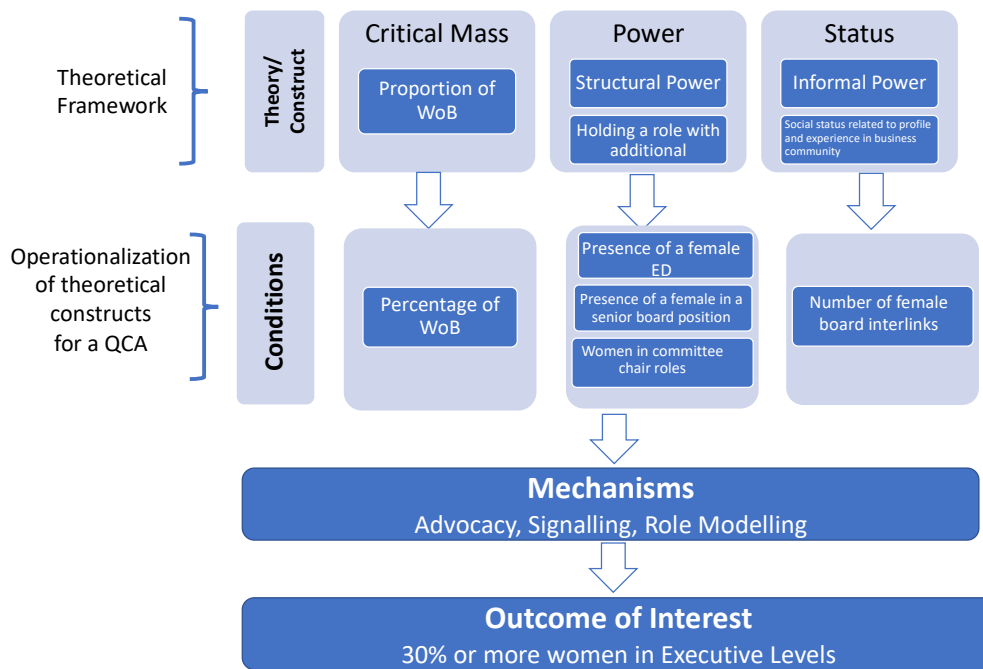 Theoretical
Framework
Theory/
Construct
Critical Mass
Proportion of
WoB
Power
Structural Power
Holding a role with
additional
Status
Informal Power
Social status related to profile
and experience in business
community
Operationalization
of theoretical
constructs
for a QCA
Conditions
Percentage of
WoB
Presence of a female
ED
Presence of a female in a
senior board position
Women in committee
chair roles
Number of female
board interlinks
Mechanisms
Advocacy, Signalling, Role Modelling
Outcome of Interest
30% or more women in Executive Levels